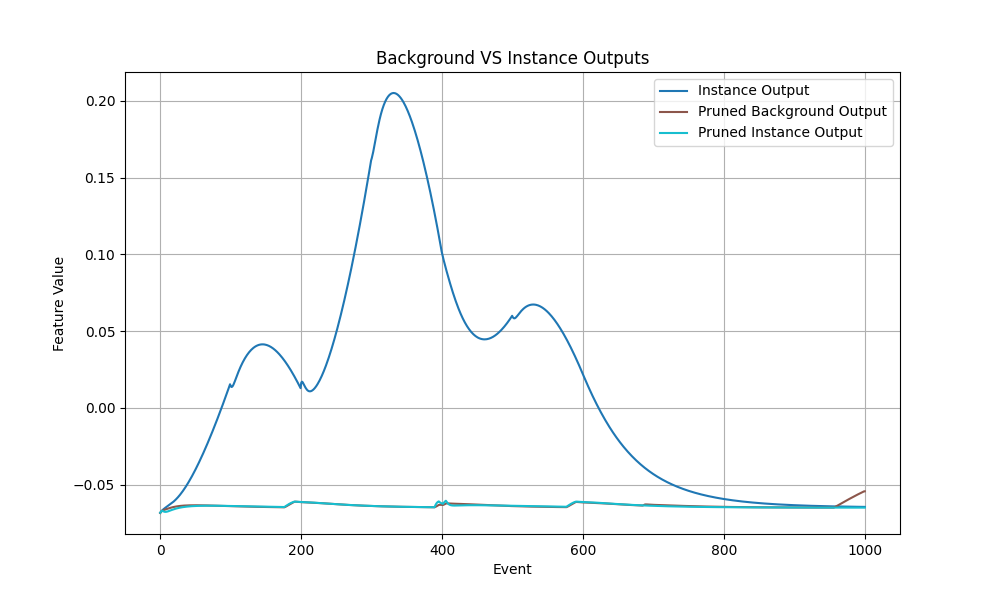 Background VS Instance Outputs
Instance Output
Pruned Background Output
Pruned Instance Output
Feature Value
0.20
0.15
0.10
0.05
0.00
−0.05
0 200 400 600 800 1000
Event